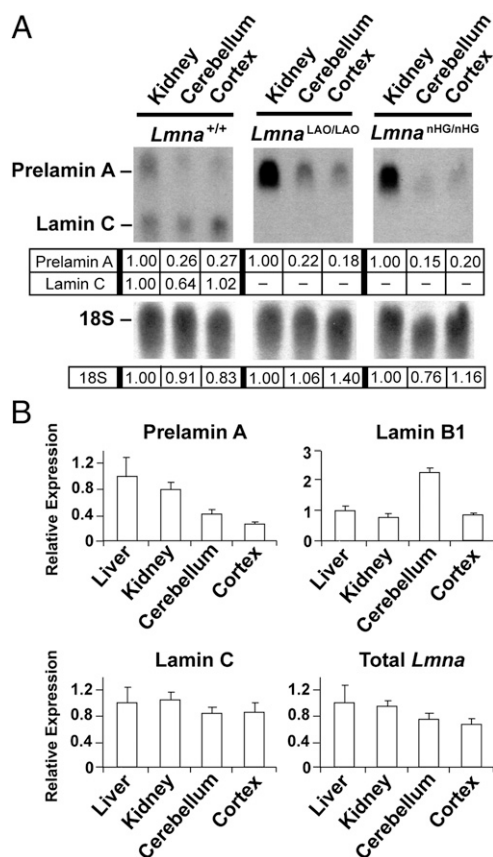 A
Kidney Cerebellum Cortex Kidney Cerebellum Cortex Kidney Cerebellum Cortex
Lmna+/+ LmnaLAO/LAO LmnanHG/nHG
Prelamin A –
Lamin C –
Prelamin A 1.00 0.26 0.27 1.00 0.22 0.18 1.00 0.15 0.20
Lamin C 1.00 0.64 1.02 – – – – – –
18S –
18S 1.00 0.91 0.83 1.00 1.06 1.40 1.00 0.76 1.16
B
Prelamin A Lamin B1
Relative Expression
1.2
0.8
0.4
0
3
2
1
0
Liver Kidney Cerebellum Cortex Liver Kidney Cerebellum Cortex
Lamin C Total Lmna
Relative Expression
1.2
0.8
0.4
0
1.2
0.8
0.4
0
Liver Kidney Cerebellum Cortex Liver Kidney Cerebellum Cortex